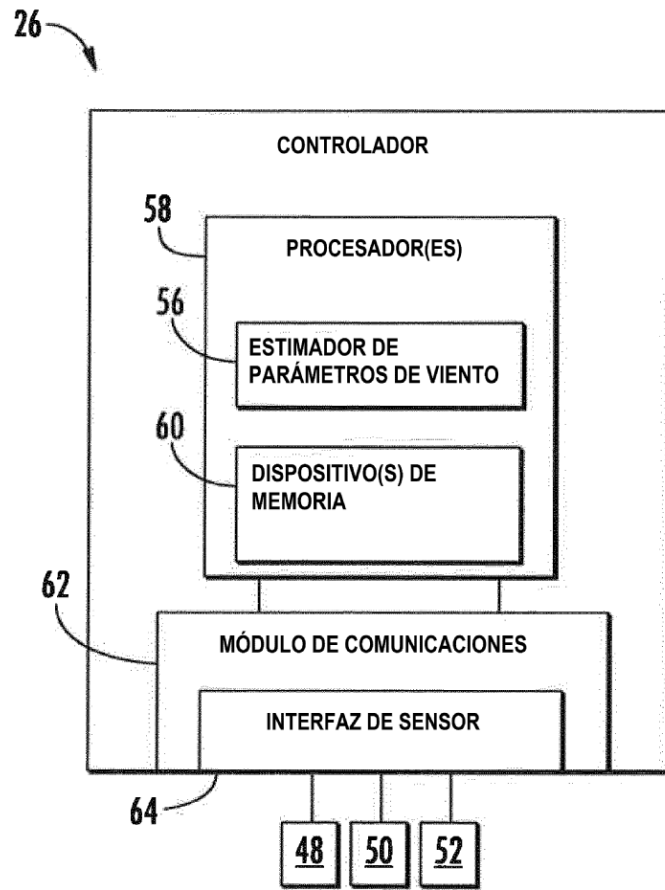 26
CONTROLADOR
58
PROCESADOR(ES)
56
ESTIMADOR DE
PARÁMETROS DE VIENTO
60
DISPOSITIVO(S) DE
MEMORIA
62
MÓDULO DE COMUNICACIONES
INTERFAZ DE SENSOR
64
48 50 52